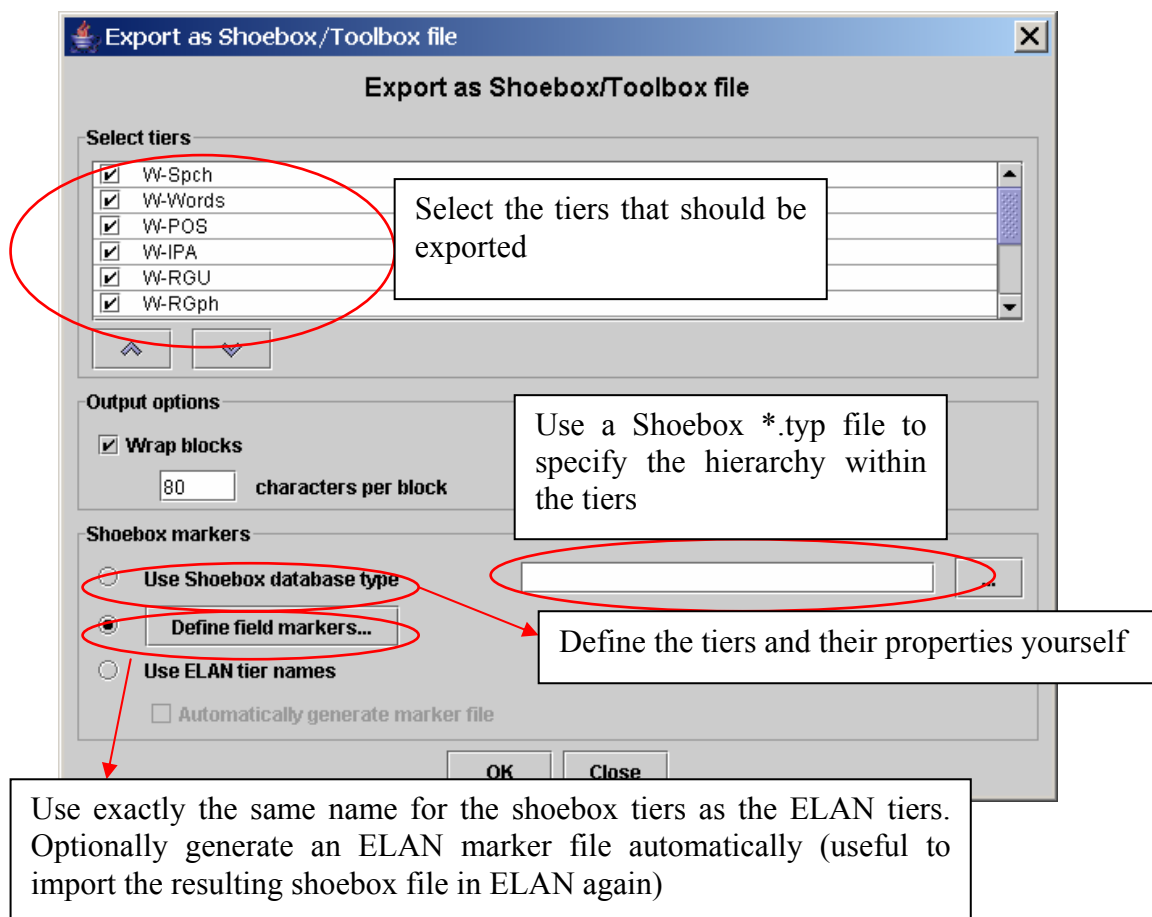 Export as Shoebox/Toolbox file
Export as Shoebox/Toolbox file
Select tiers
W-Spch
W-Words
W-POS
W-IPA
W-RGU
W-RGph
Select the tiers that should be
exported
Output options
Wrap blocks
80 characters per block
Use a Shoebox *.typ file to
specify the hierarchy within
the tiers
Shoebox markers
Use Shoebox database type
...
Define field markers...
Define the tiers and their properties yourself
Use ELAN tier names
Automatically generate marker file
OK Close
Use exactly the same name for the shoebox tiers as the ELAN tiers.
Optionally generate an ELAN marker file automatically (useful to
import the resulting shoebox file in ELAN again)